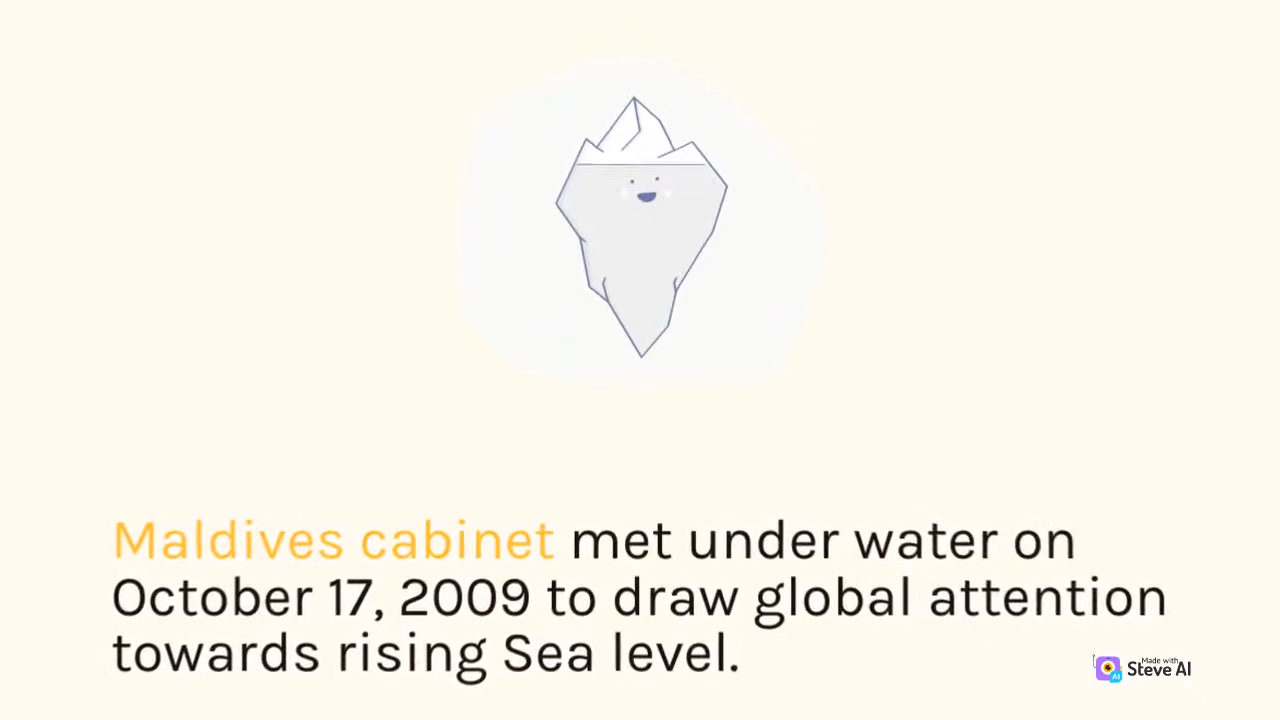 Maldives cabinet met under water on
October 17, 2009 to draw global attention
towards rising Sea level.
Made with
Steve AI
AI